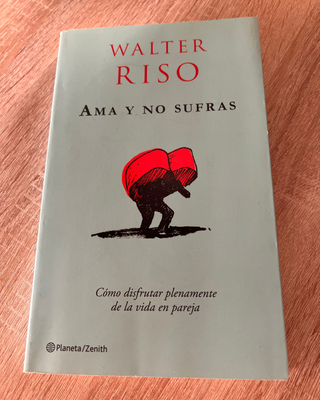 WALTER
RISO
AMA Y NO SUFRAS
Cómo disfrutar plenamente
de la vida en pareja
Planeta/Zenith